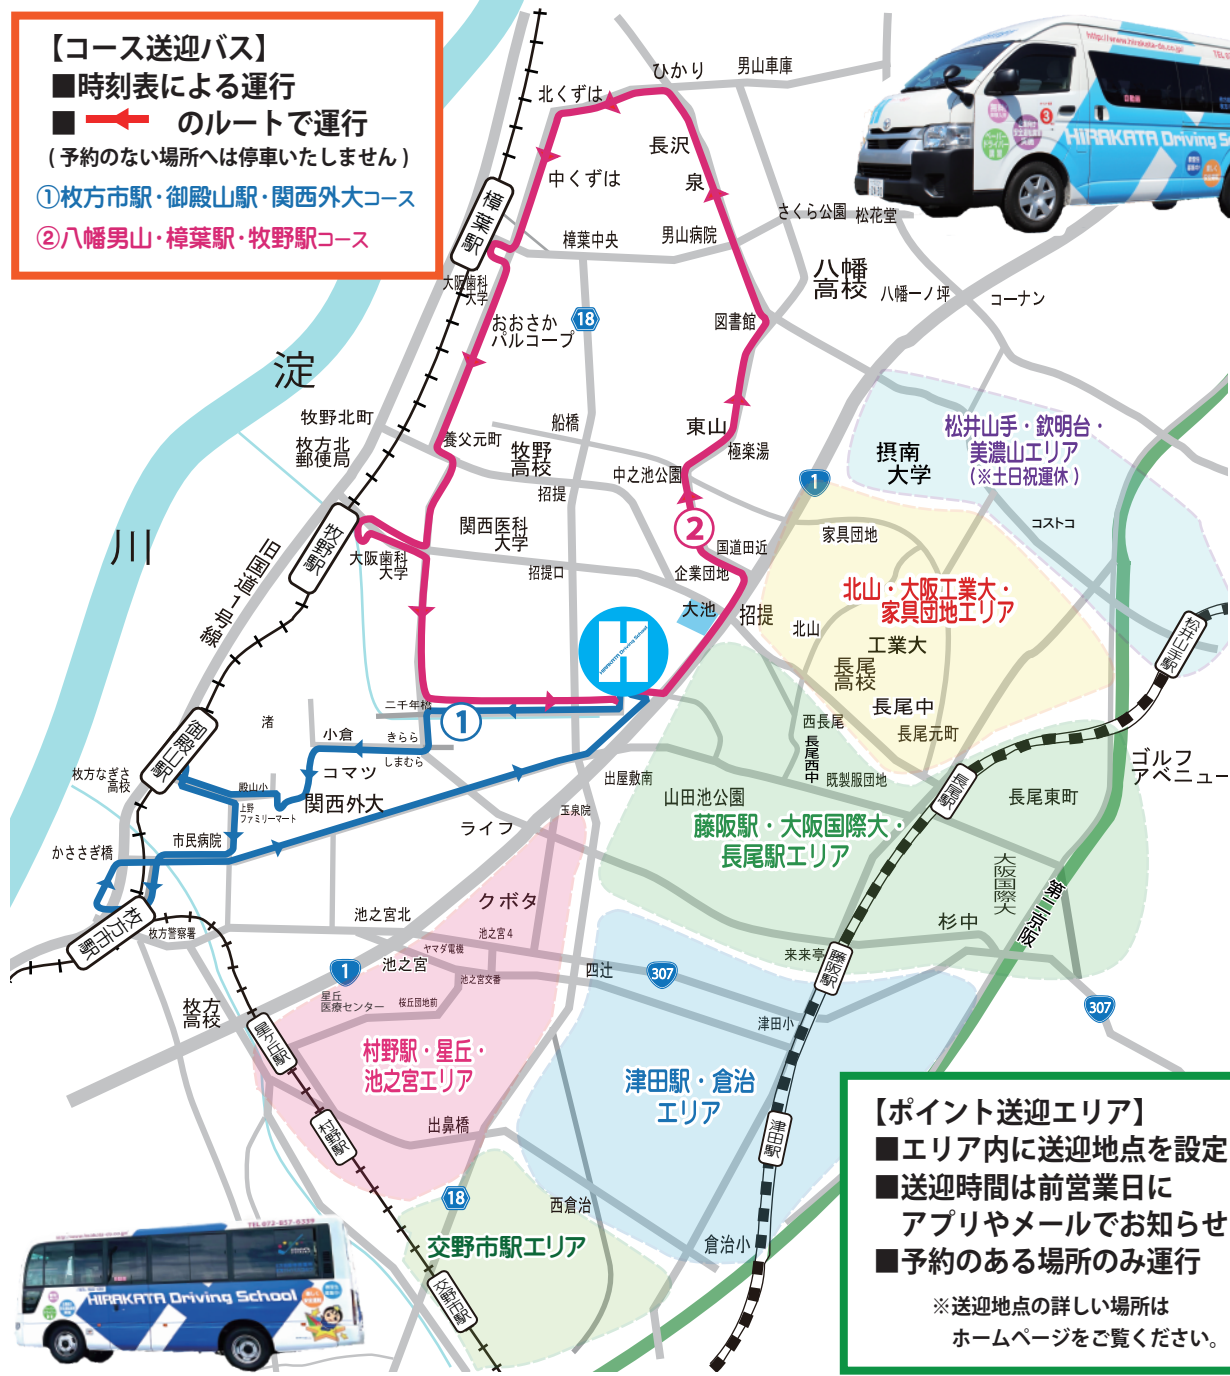 【コース送迎バス】
■時刻表による運行
■ のルートで運行
(予約のない場所へは停車いたしません)
①枚方市駅・御殿山駅・関西外大コース
②八幡男山・樟葉駅・牧野駅コース
http://www.hirakata-ds.co.jp/
HIRAKATA Driving S
ひかり
男山車庫
北くずは
長沢
泉
中くずは
樟葉駅
さくら公園
松花堂
樟葉中央
男山病院
八幡
高校
八幡一ノ坪
コーナン
大阪歯科
大学
おおさか
パルコープ
18
図書館
淀
川
牧野北町
枚方北
郵便局
養父元町
船橋
牧野
高校
招提
東山
極楽湯
中之池公園
1
摂南
大学
松井山手・欽明台・
美濃山エリア
(※土日祝運休)
コストコ
関西医科
大学
2
国道田近
家具団地
牧野駅
大阪歯科
大学
招提口
企業団地
大池
招提
北山・大阪工業大・
家具団地エリア
北山
工業大
長尾
高校
長尾中
長尾元町
松井山手駅
旧国道1号線
H
HIRAKATA Driving School
二千年橋
1
きらら
しまむら
渚
小倉
コマツ
関西外大
御殿山駅
枚方なぎさ
高校
殿山小
上野
ファミリーマート
市民病院
かささぎ橋
西長尾
長尾西中
既製服団地
出屋敷南
山田池公園
玉泉院
ライフ
長尾駅
ゴルフ
アベニュー
長尾東町
藤阪駅・大阪国際大・
長尾駅エリア
大阪国際大
第二京阪
杉中
来来亭
藤阪駅
枚方市駅
枚方警察署
池之宮北
クボタ
池之宮4
ヤマダ電機
池之宮
池之宮交番
1
星丘
医療センター
桜丘団地前
四辻
307
307
枚方
高校
星ケ丘駅
村野駅・星丘・
池之宮エリア
津田小
津田駅・倉治
エリア
津田駅
出鼻橋
村野駅
18
西倉治
倉治小
交野市駅エリア
交野市駅
TEL 072-857-0339
HIRAKATA Driving School
【ポイント送迎エリア】
■エリア内に送迎地点を設定
■送迎時間は前営業日に
アプリやメールでお知らせ
■予約のある場所のみ運行
※送迎地点の詳しい場所は
ホームページをご覧ください。